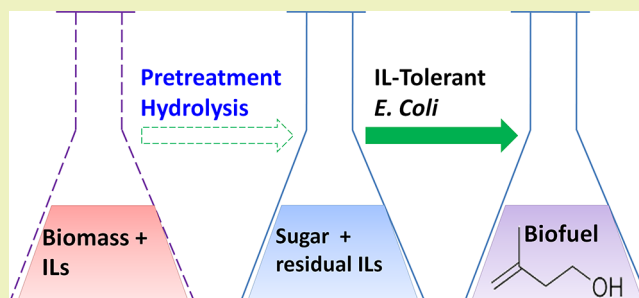 Pretreatment
Hydrolysis
IL-Tolerant
E. Coli
Biomass +
ILs
Sugar +
residual ILs
Biofuel
OH